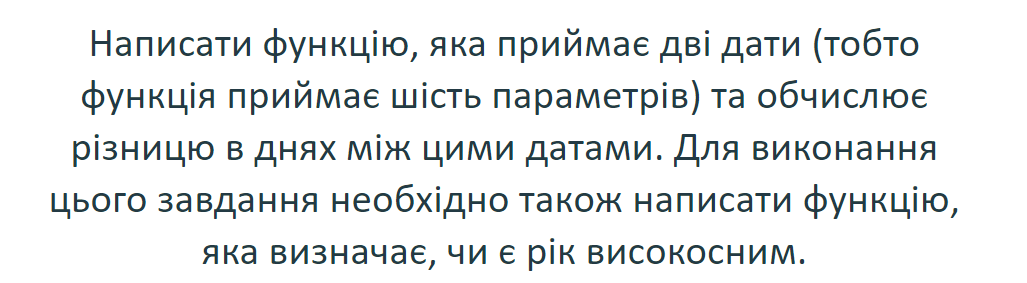 Написати функцію, яка приймає дві дати (тобто
функція приймає шість параметрів) та обчислює
різницю в днях між цими датами. Для виконання
цього завдання необхідно також написати функцію,
яка визначає, чи є рік високосним.